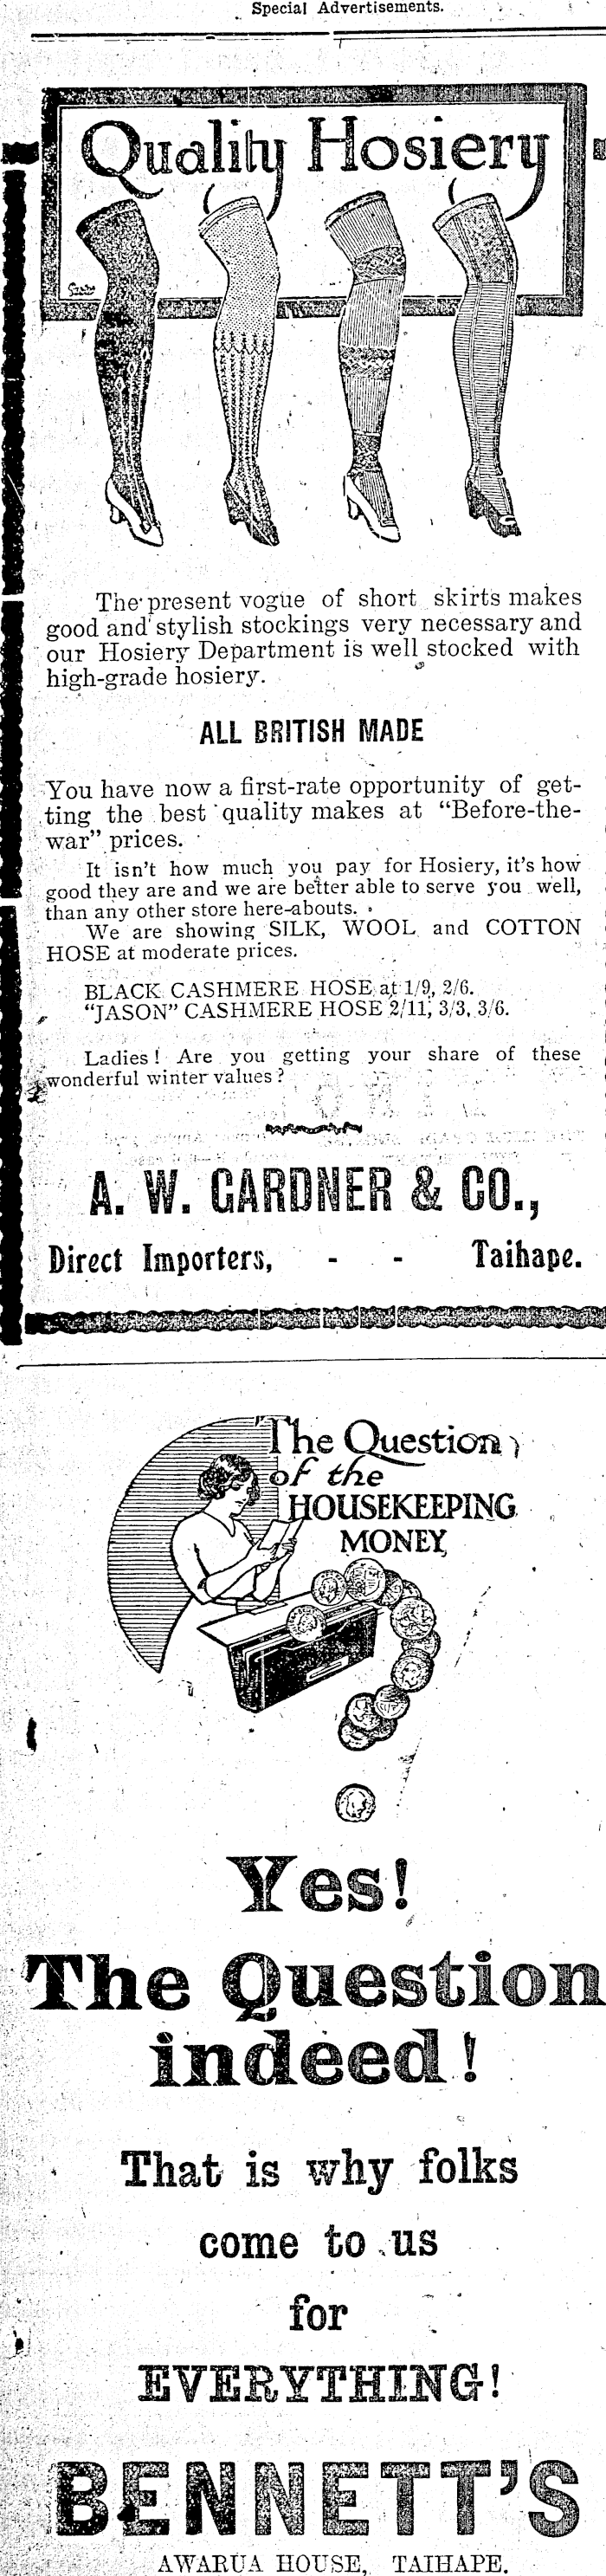 Special Advertisements.
Quality Hosiery
The present vogue of short skirts makes
good and stylish stockings very necessary and
our Hosiery Department is well stocked with
high-grade hosiery.
ALL BRITISH MADE
You have now a first-rate opportunity of get-
ting the best quality makes at “Before-the-
war” prices.
It isn't how much you pay for Hosiery, it's how
good they are and we are better able to serve you well,
than any other store here-abouts.
We are showing SILK, WOOL and COTTON
HOSE at moderate prices.
BLACK CASHMERE HOSE at 1/9, 2/6.
“JASON” CASHMERE HOSE 2/11, 3/3, 3/6.
Ladies! Are you getting your share of these
wonderful winter values?
A. W. GARDNER & CO.,
Direct Importers, - - Taihape.
The Question
of the
HOUSEKEEPING
MONEY
Yes!
The Question
indeed!
That is why folks
come to us
for
EVERYTHING!
BENNETT'S
AWARUA HOUSE, TAIHAPE.